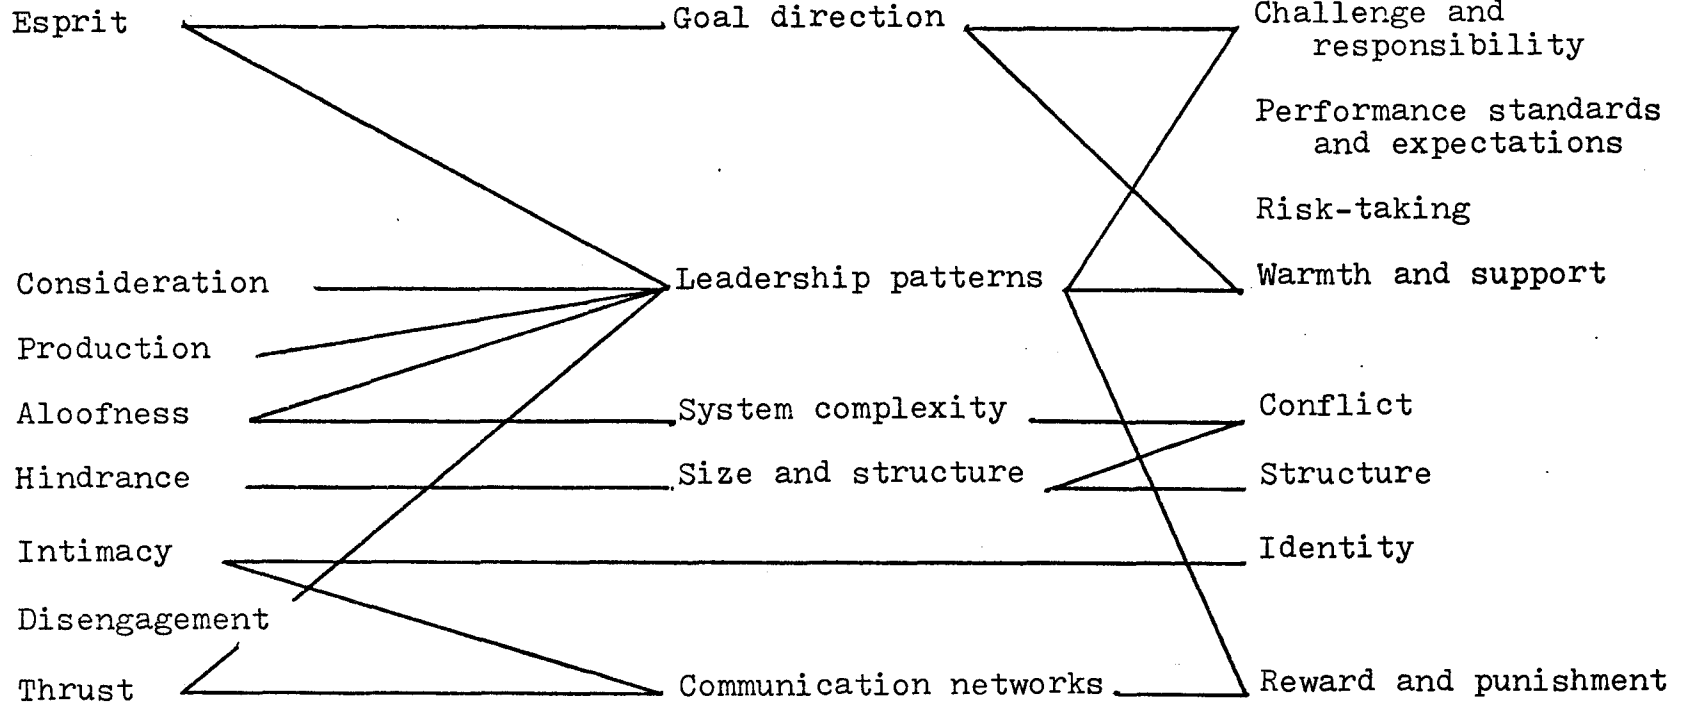 Esprit Goal direction Challenge and
responsibility
Performance standards
and expectations
Risk-taking
Consideration Leadership patterns Warmth and support
Production
Aloofness System complexity Conflict
Hindrance Size and structure Structure
Intimacy Identity
Disengagement
Thrust Communication networks Reward and punishment